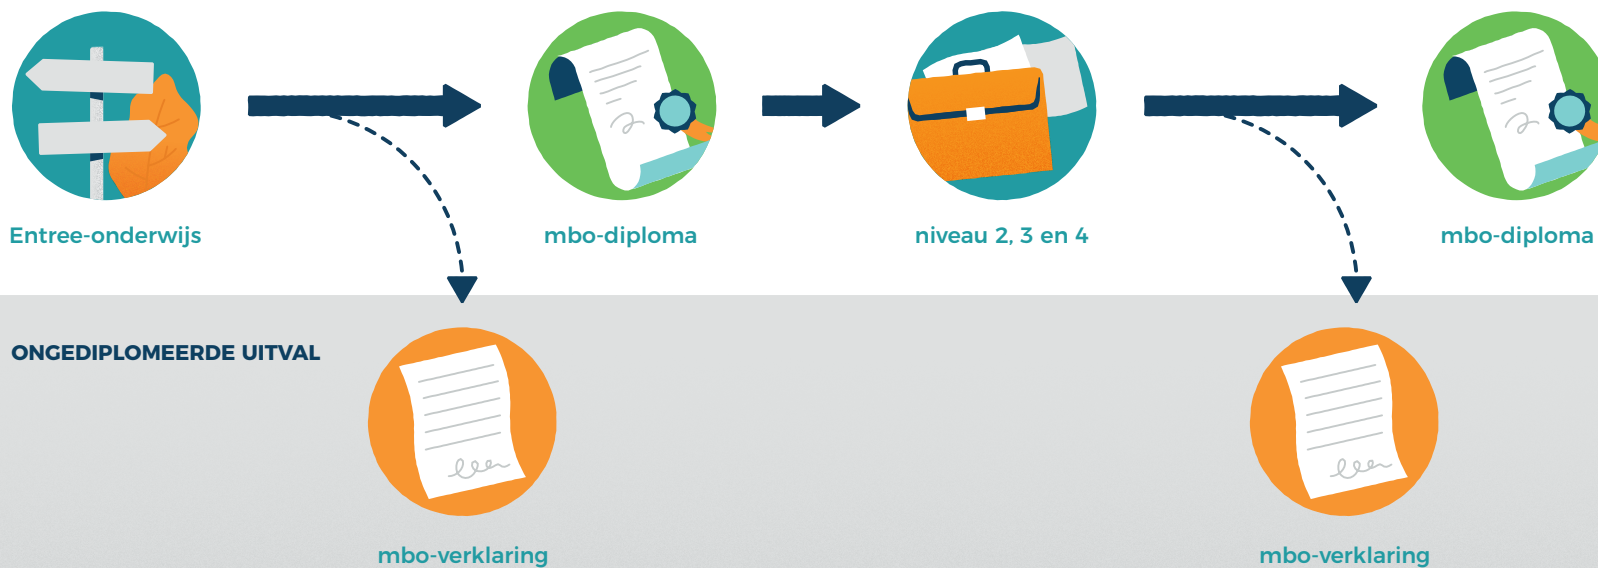 Entree-onderwijs
mbo-diploma
niveau 2, 3 en 4
mbo-diploma
ONGEDIPLOMEERDE UITVAL
mbo-verklaring
mbo-verklaring